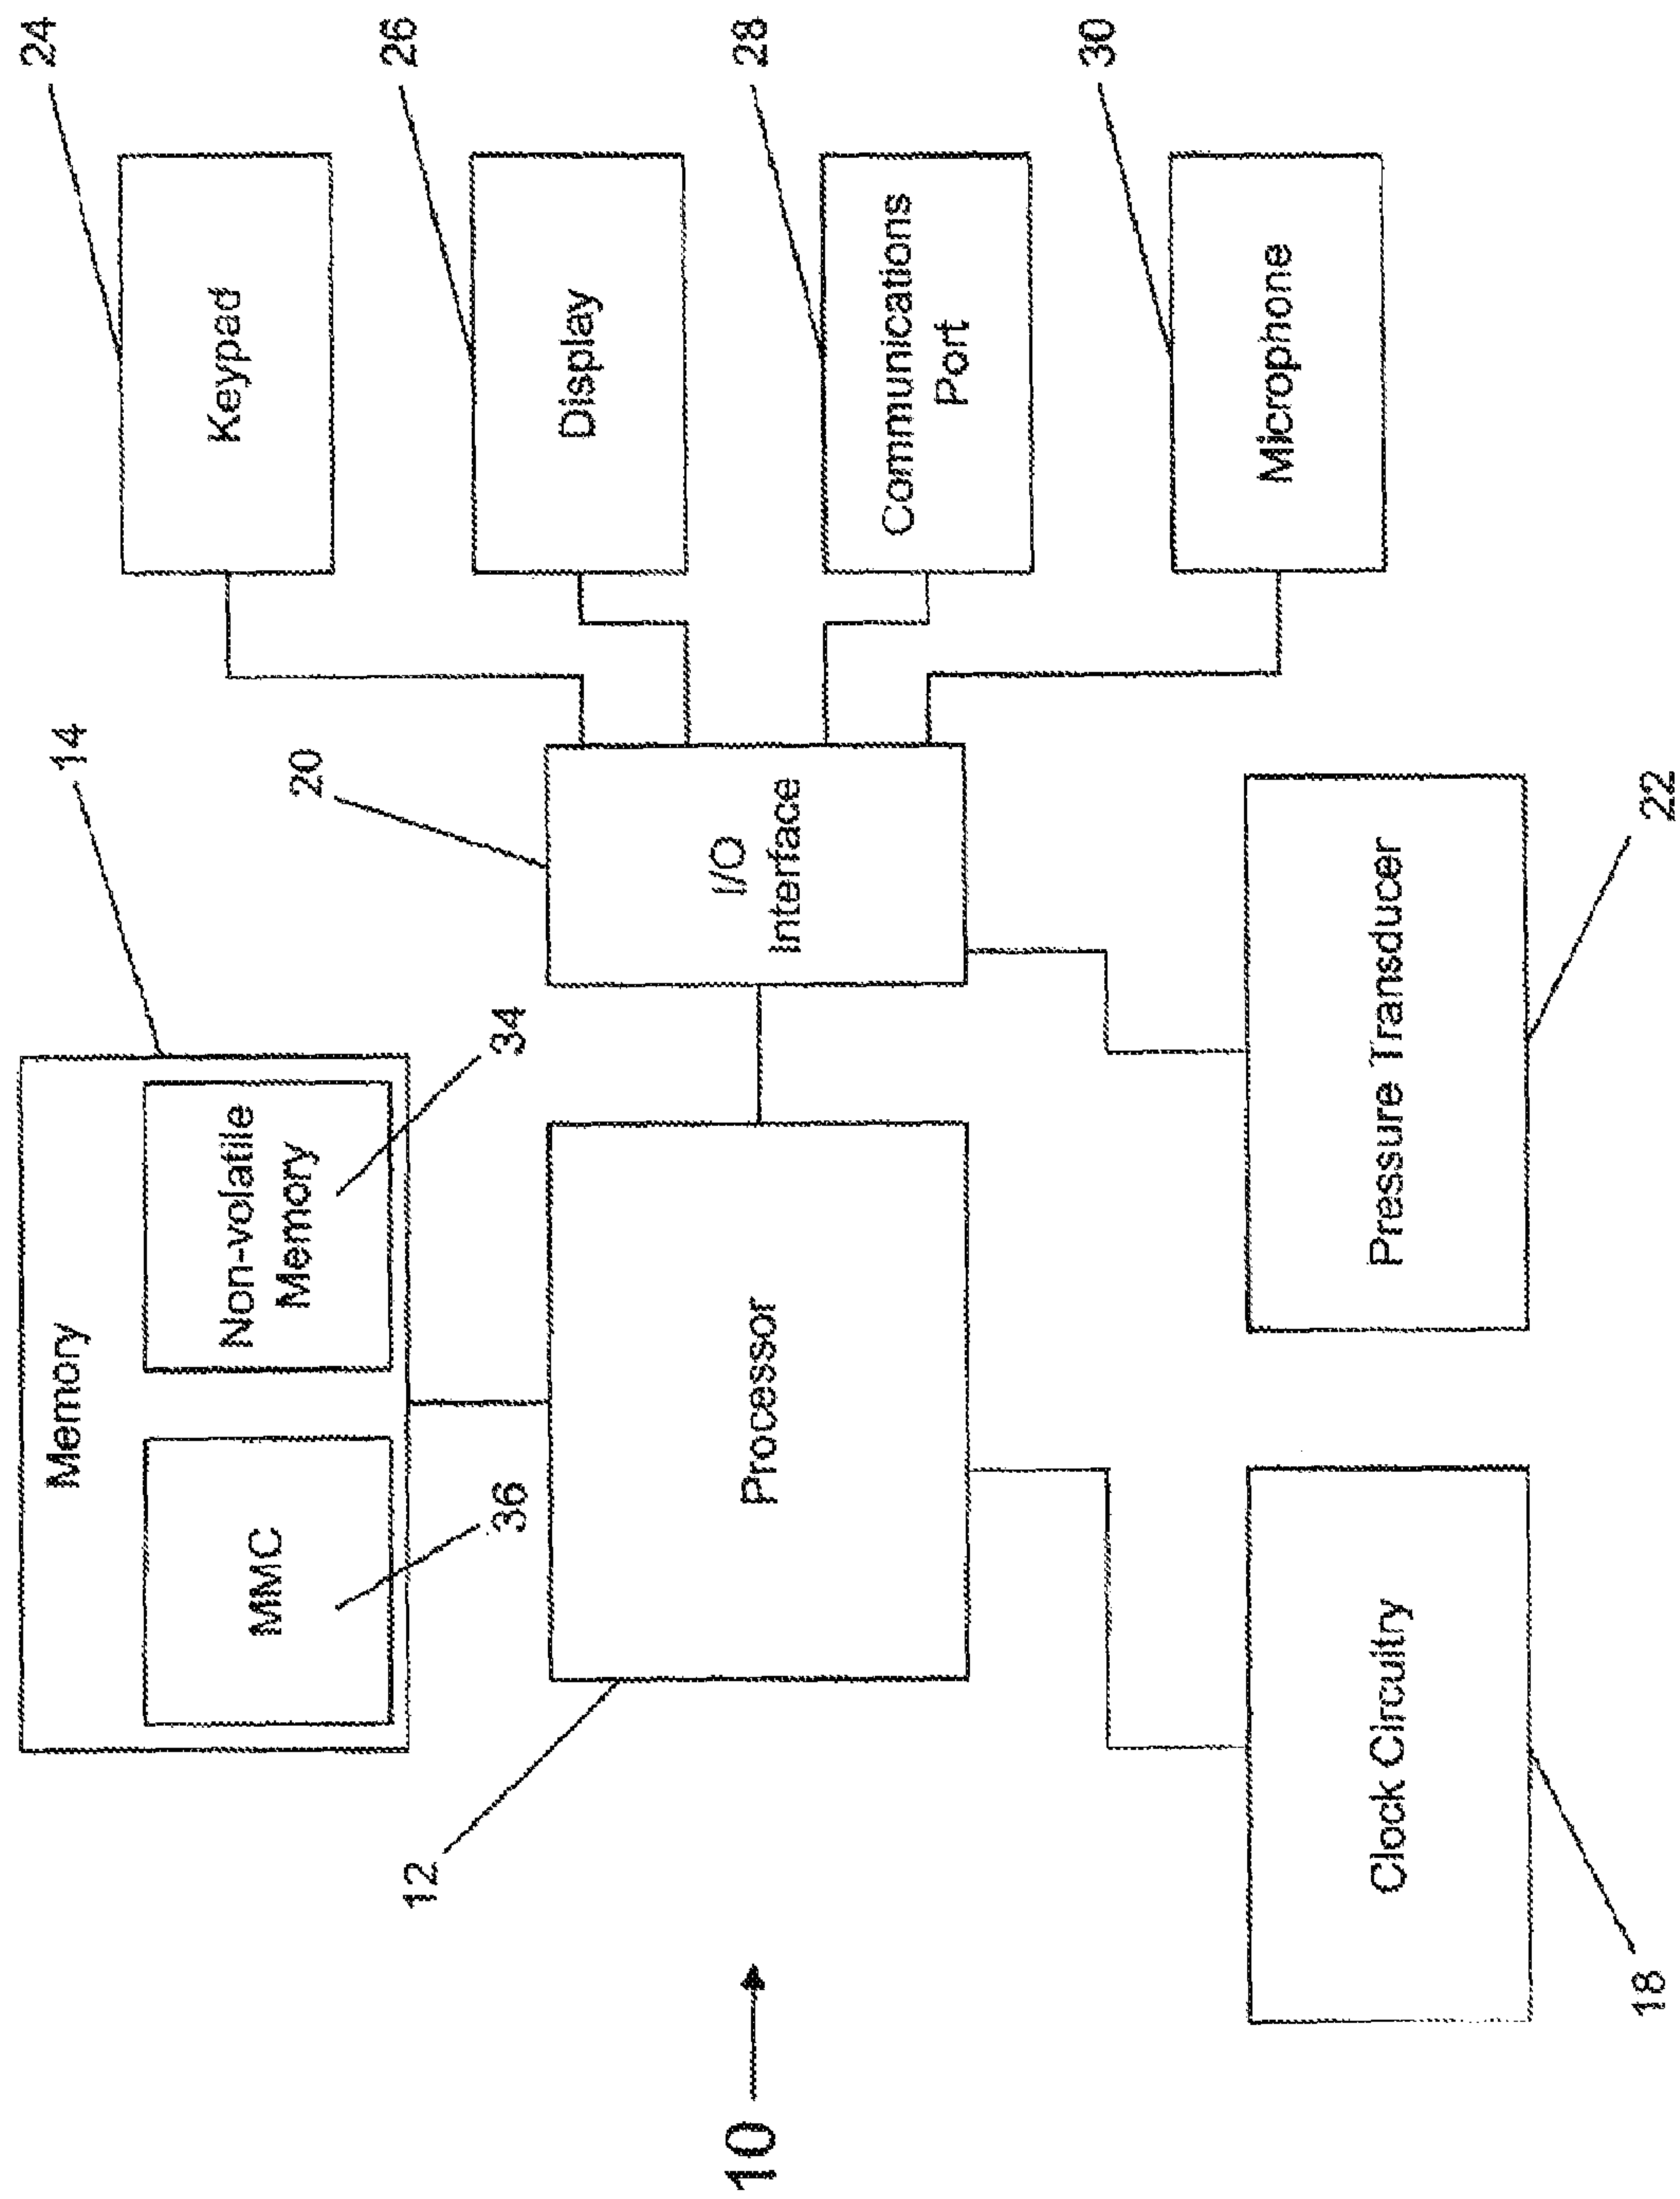 24
Keypad
26
Display
28
Communications
Port
30
Microphone
14
Memory
MMC
36
Non-volatile
Memory
34
20
I/O
Interface
12
Processor
10
Clock Circuitry
18
Pressure Transducer
22